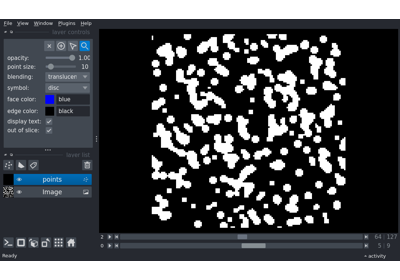 File View Window Plugins Help
layer controls
opacity: 1.00
point size: 10
blending: translucen
symbol: disc
face color: blue
edge color: black
display text:
out of slice:
layer list
points
Image
2 64 127
0 5 9
Ready activity